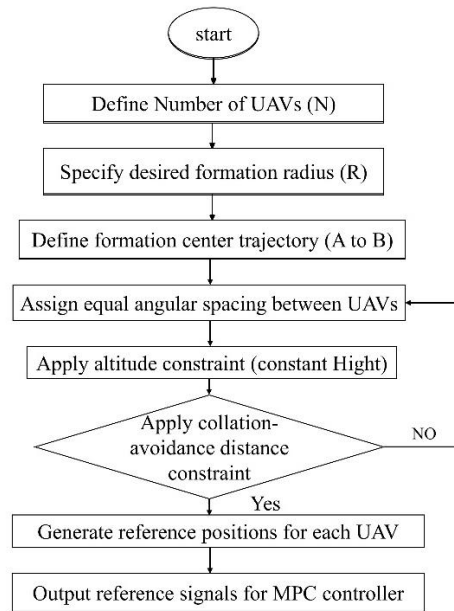 start
Define Number of UAVs (N)
Specify desired formation radius (R)
Define formation center trajectory (A to B)
Assign equal angular spacing between UAVs
Apply altitude constraint (constant Hight)
Apply collation-
avoidance distance
constraint
NO
Yes
Generate reference positions for each UAV
Output reference signals for MPC controller